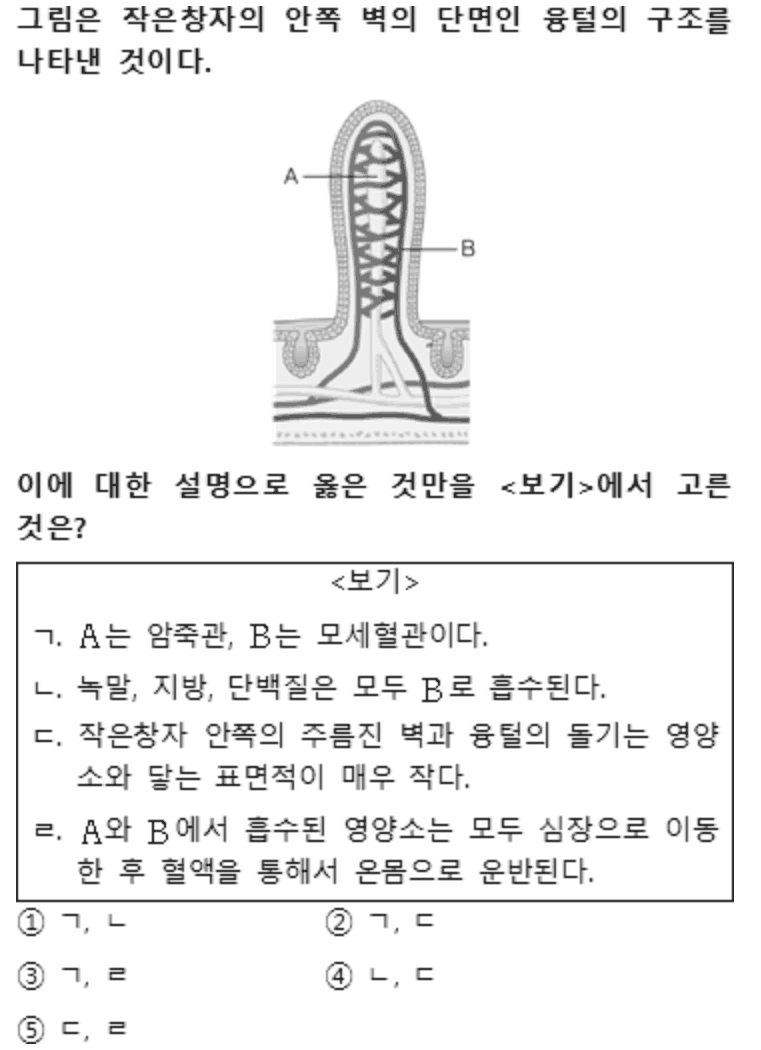 그림은 작은창자의 안쪽 벽의 단면인 융털의 구조를
나타낸 것이다.
A
B
이에 대한 설명으로 옳은 것만을 <보기>에서 고른
것은?
<보기>
ㄱ. A는 암죽관, B는 모세혈관이다.
ㄴ. 녹말, 지방, 단백질은 모두 B로 흡수된다.
ㄷ. 작은창자 안쪽의 주름진 벽과 융털의 돌기는 영양
소와 닿는 표면적이 매우 작다.
ㄹ. A와 B에서 흡수된 영양소는 모두 심장으로 이동
한 후 혈액을 통해서 온몸으로 운반된다.
① ㄱ, ㄴ ② ㄱ, ㄷ
③ ㄱ, ㄹ ④ ㄴ, ㄷ
⑤ ㄷ, ㄹ